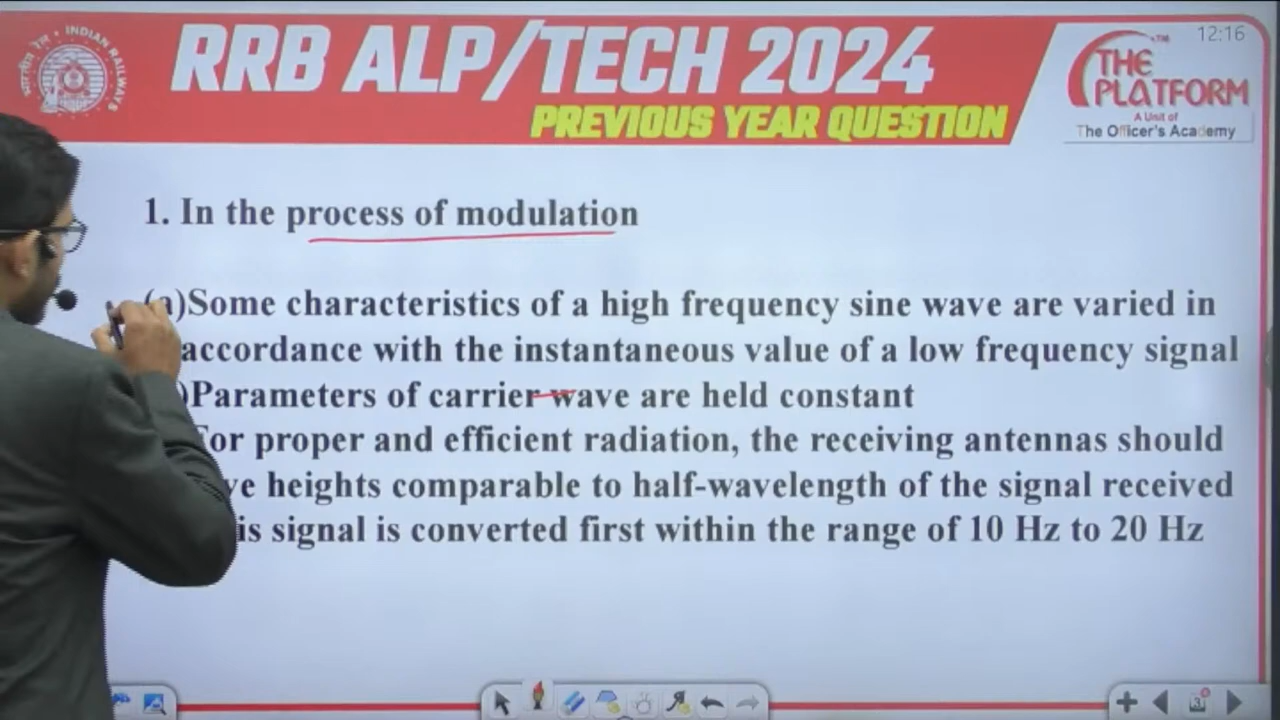 INDIAN RAILWAYS
RRB ALP/TECH 2024
PREVIOUS YEAR QUESTION
12:16
THE
PLATFORM
A Unit of
The Officer's Academy
1. In the process of modulation
Some characteristics of a high frequency sine wave are varied in
accordance with the instantaneous value of a low frequency signal
)Parameters of carrier wave are held constant
For proper and efficient radiation, the receiving antennas should
heights comparable to half-wavelength of the signal received
signal is converted first within the range of 10 Hz to 20 Hz